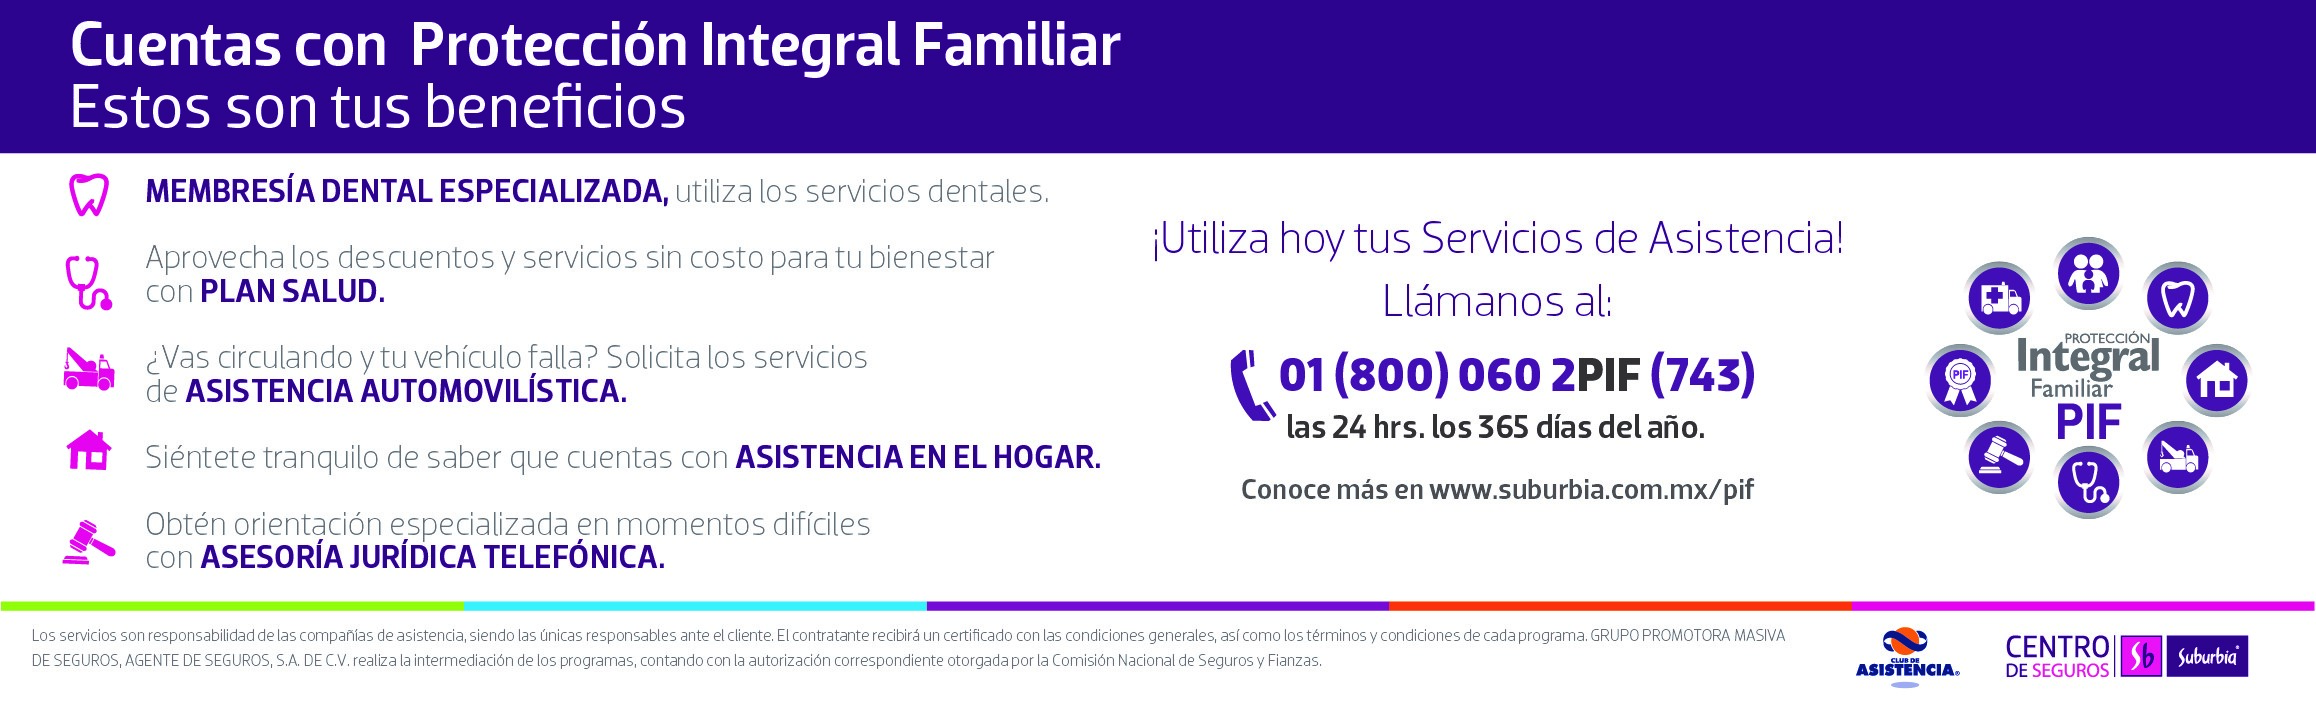 Cuentas con Protección Integral Familiar
Estos son tus beneficios
MEMBRESÍA DENTAL ESPECIALIZADA, utiliza los servicios dentales.
Aprovecha los descuentos y servicios sin costo para tu bienestar
con PLAN SALUD.
¿Vas circulando y tu vehículo falla? Solicita los servicios
de ASISTENCIA AUTOMOVILÍSTICA.
Siéntete tranquilo de saber que cuentas con ASISTENCIA EN EL HOGAR.
Obtén orientación especializada en momentos difíciles
con ASESORÍA JURÍDICA TELEFÓNICA.
¡Utiliza hoy tus Servicios de Asistencia!
Llámanos al:
01 (800) 060 2PIF (743)
las 24 hrs. los 365 días del año.
Conoce más en www.suburbia.com.mx/pif
PROTECCIÓN
Integral
Familiar
PIF
PIF
Los servicios son responsabilidad de las compañías de asistencia, siendo las únicas responsables ante el cliente. El contratante recibirá un certificado con las condiciones generales, así como los términos y condiciones de cada programa. GRUPO PROMOTORA MASIVA
DE SEGUROS, AGENTE DE SEGUROS, S.A. DE C.V. realiza la intermediación de los programas, contando con la autorización correspondiente otorgada por la Comisión Nacional de Seguros y Fianzas.
CLUB DE
ASISTENCIA®
CENTRO
DE SEGUROS
Sb
Suburbia®